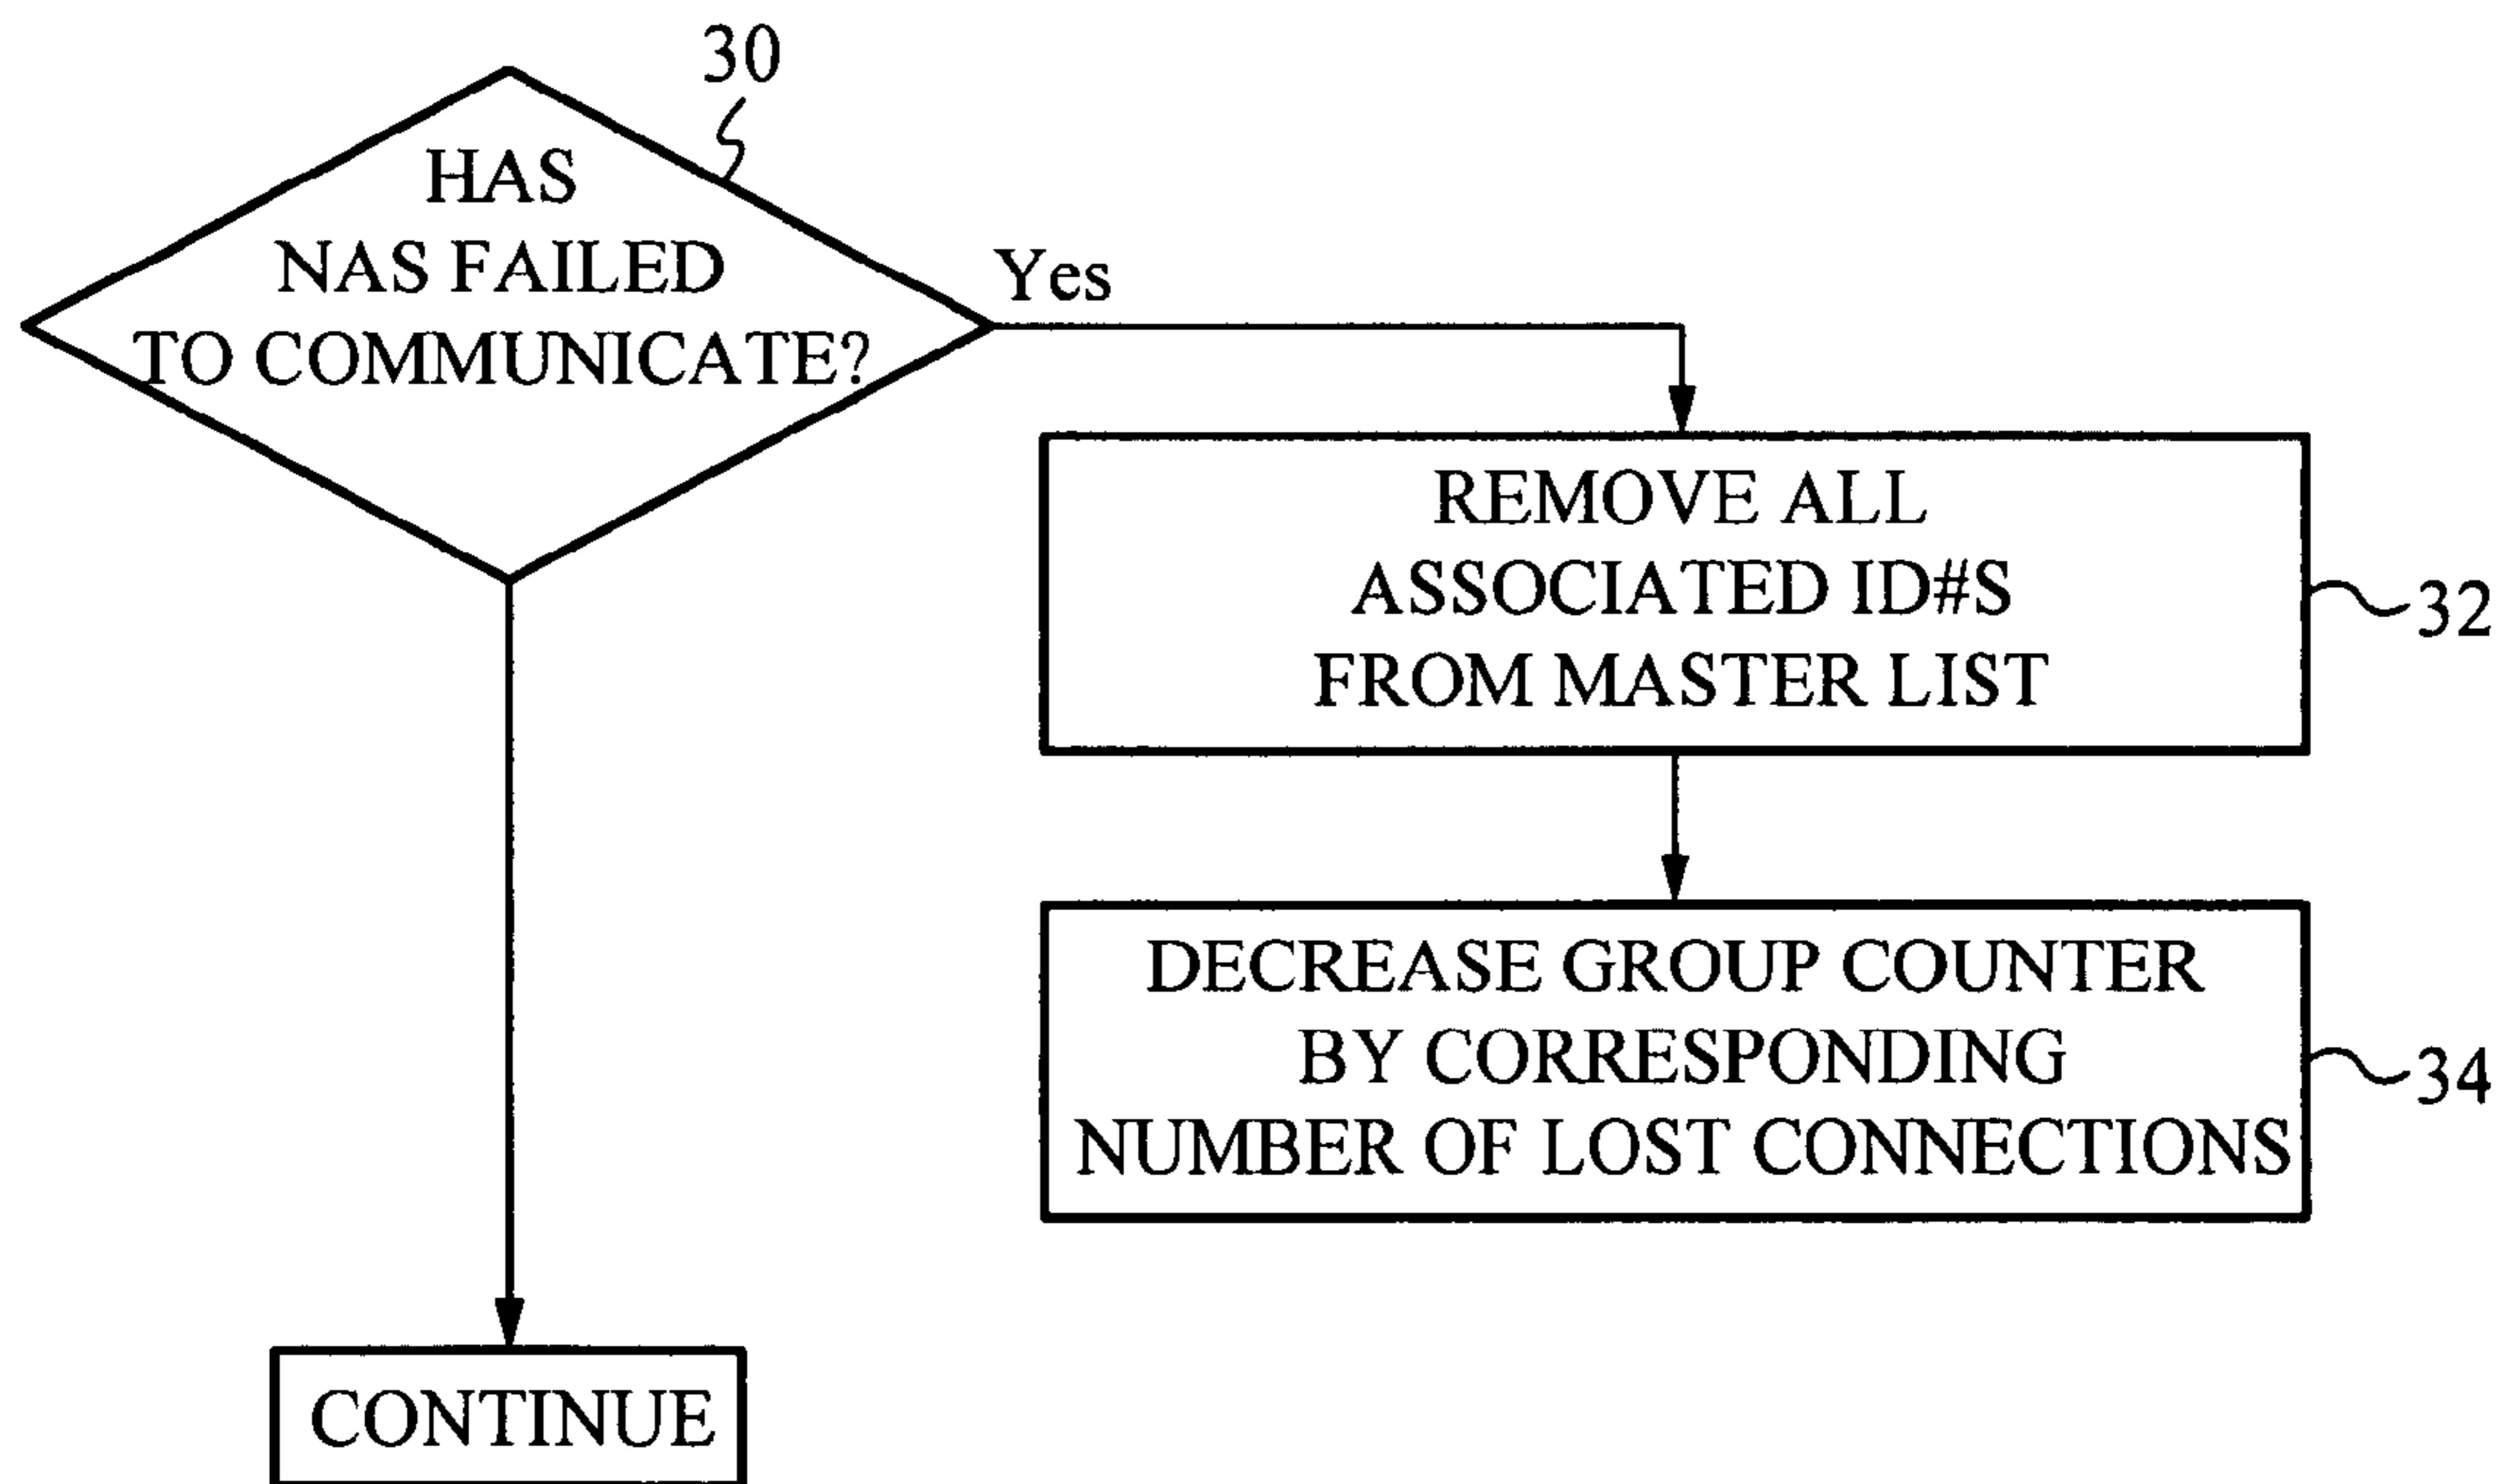 30
HAS
NAS FAILED
TO COMMUNICATE?
Yes
REMOVE ALL
ASSOCIATED ID#S
FROM MASTER LIST
32
DECREASE GROUP COUNTER
BY CORRESPONDING
NUMBER OF LOST CONNECTIONS
34
CONTINUE